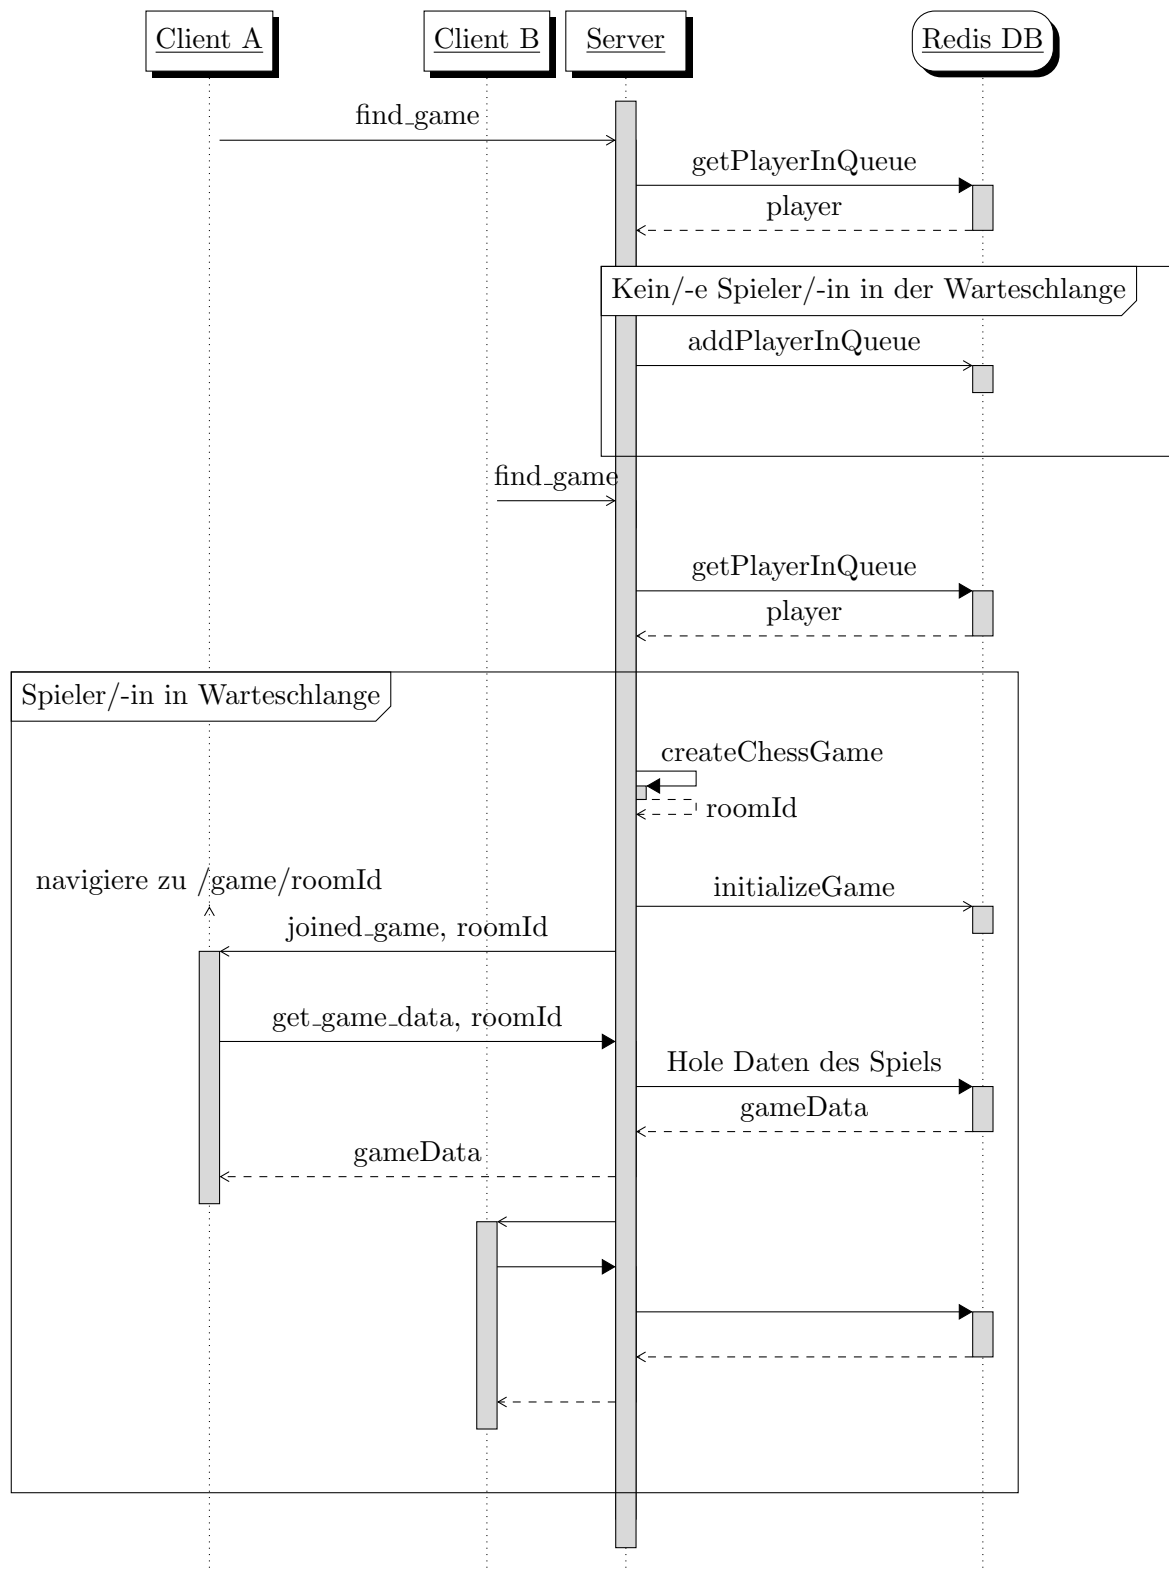 Client A
Client B
Server
Redis DB
find_game
getPlayerInQueue
player
Kein/-e Spieler/-in in der Warteschlange
addPlayerInQueue
find_game
getPlayerInQueue
player
Spieler/-in in Warteschlange
createChessGame
roomId
navigiere zu /game/roomId
initializeGame
joined_game, roomId
get_game_data, roomId
Hole Daten des Spiels
gameData
gameData